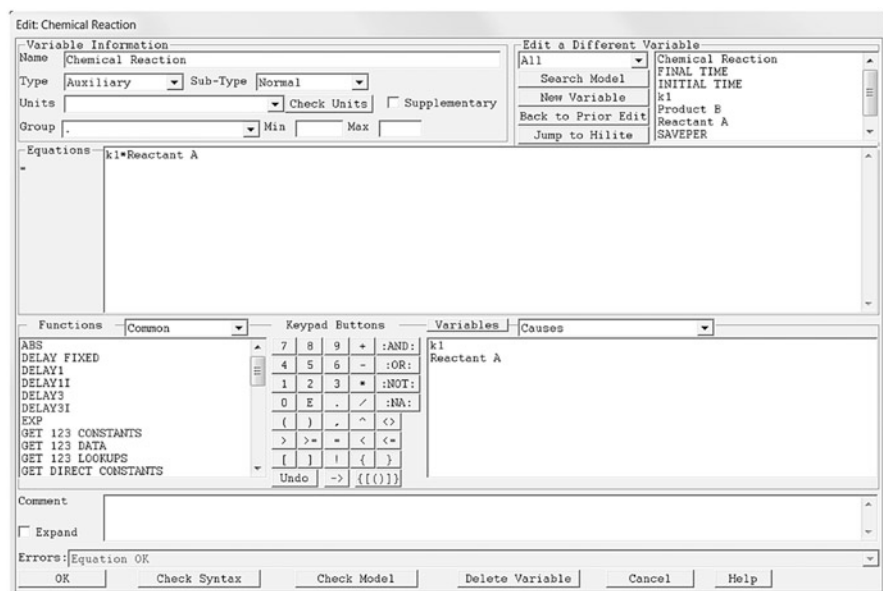 Edit: Chemical Reaction
Variable Information
Name Chemical Reaction
Type Auxiliary Sub-Type Normal
Units Check Units Supplementary
Group . Min Max
Edit a Different Variable
All
Search Model
New Variable
Back to Prior Edit
Jump to Hilite
Chemical Reaction
FINAL TIME
INITIAL TIME
k1
Product B
Reactant A
SAVEPER
Equations
=
k1*Reactant A
Functions Common
ABS
DELAY FIXED
DELAY1
DELAY1I
DELAY3
DELAY3I
EXP
GET 123 CONSTANTS
GET 123 DATA
GET 123 LOOKUPS
GET DIRECT CONSTANTS
Keypad Buttons
7 8 9 + :AND:
4 5 6 - :OR:
1 2 3 * :NOT:
0 E . / :NA:
( ) , ^ <>
> >= = < <=
[ ] ! { }
Undo -> {[()]}
Variables Causes
k1
Reactant A
Comment
Expand
Errors: Equation OK
OK Check Syntax Check Model Delete Variable Cancel Help